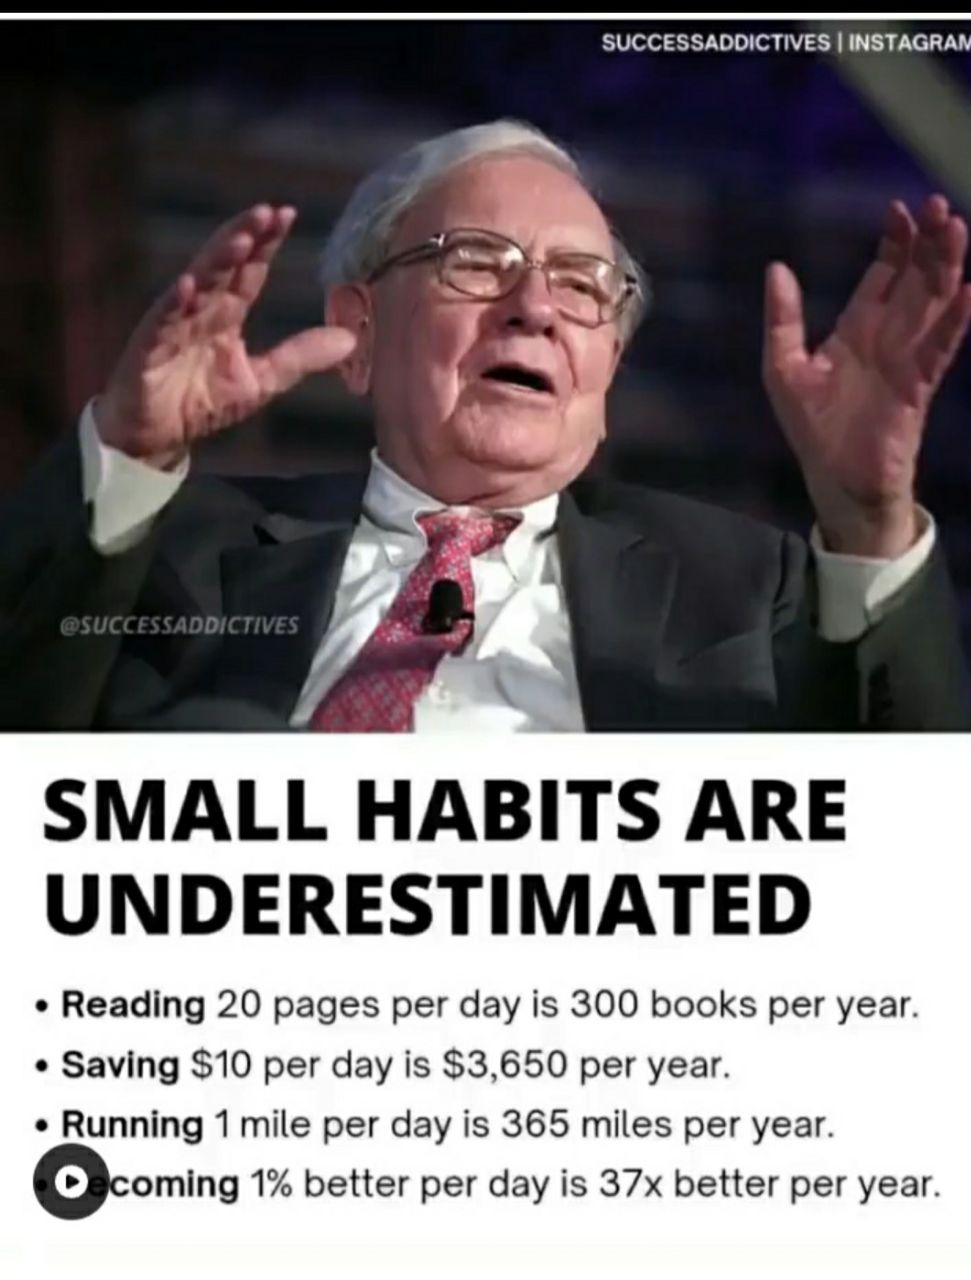 SUCCESSADDICTIVES | INSTAGRAM
@SUCCESSADDICTIVES
SMALL HABITS ARE
UNDERESTIMATED
• Reading 20 pages per day is 300 books per year.
• Saving $10 per day is $3,650 per year.
• Running 1 mile per day is 365 miles per year.
ecoming 1% better per day is 37x better per year.